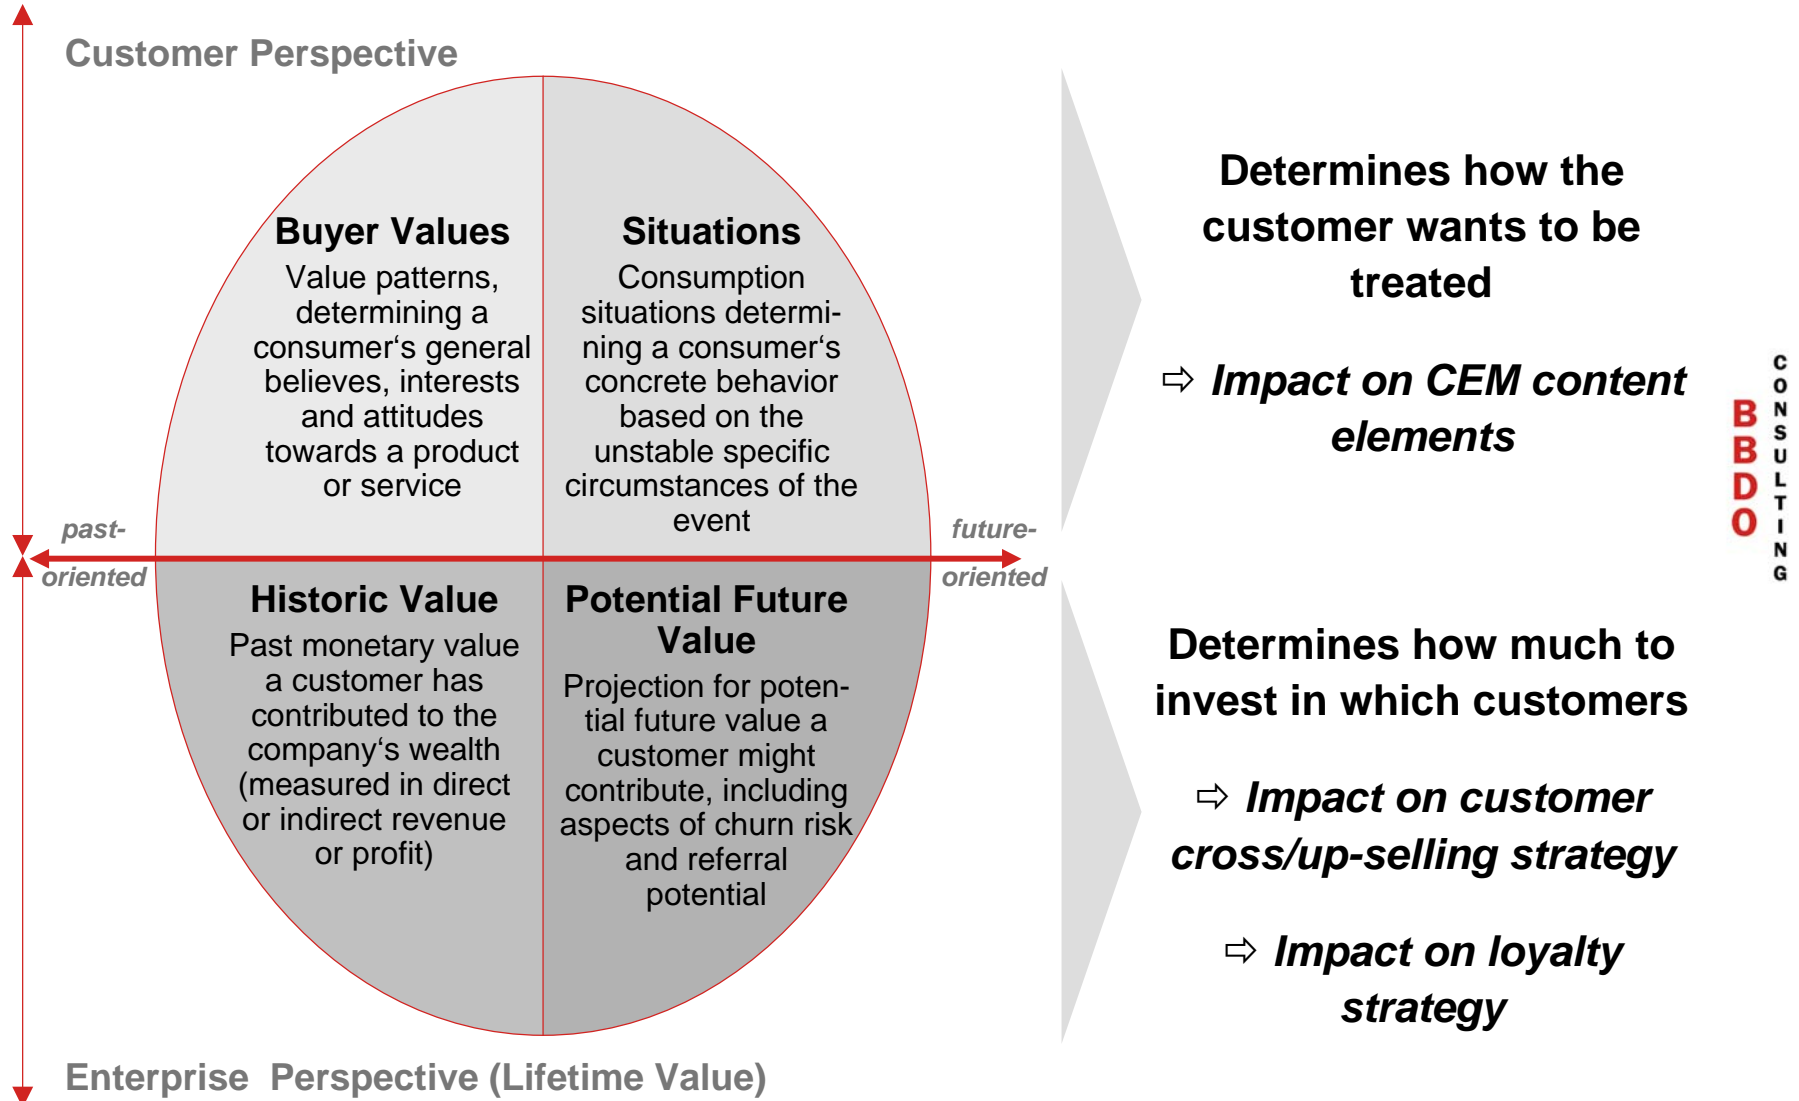 Customer Perspective
Buyer Values
Value patterns,
determining a
consumer‘s general
believes, interests
and attitudes
towards a product
or service
Situations
Consumption
situations determi-
ning a consumer‘s
concrete behavior
based on the
unstable specific
circumstances of the
event
past-
oriented
future-
oriented
Historic Value
Past monetary value
a customer has
contributed to the
company‘s wealth
(measured in direct
or indirect revenue
or profit)
Potential Future
Value
Projection for poten-
tial future value a
customer might
contribute, including
aspects of churn risk
and referral
potential
Enterprise  Perspective (Lifetime Value)
Determines how the
customer wants to be
treated
⇨ Impact on CEM content
elements
Determines how much to
invest in which customers
⇨ Impact on customer
cross/up-selling strategy
⇨ Impact on loyalty
strategy
BBDO
CONSULTING